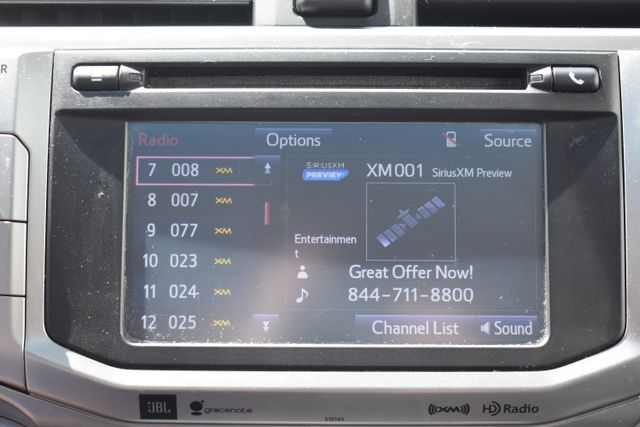 R
Radio
Options
Source
7 008 XM
8 007 XM
9 077 XM
10 023 XM
11 024 XM
12 025 XM
SIRIUSXM
PREVIEW
XM001 SiriusXM Preview
Entertainmen
t
Great Offer Now!
844-711-8800
Channel List
Sound
JBL
gracenote
510145
((XM))
HD Radio